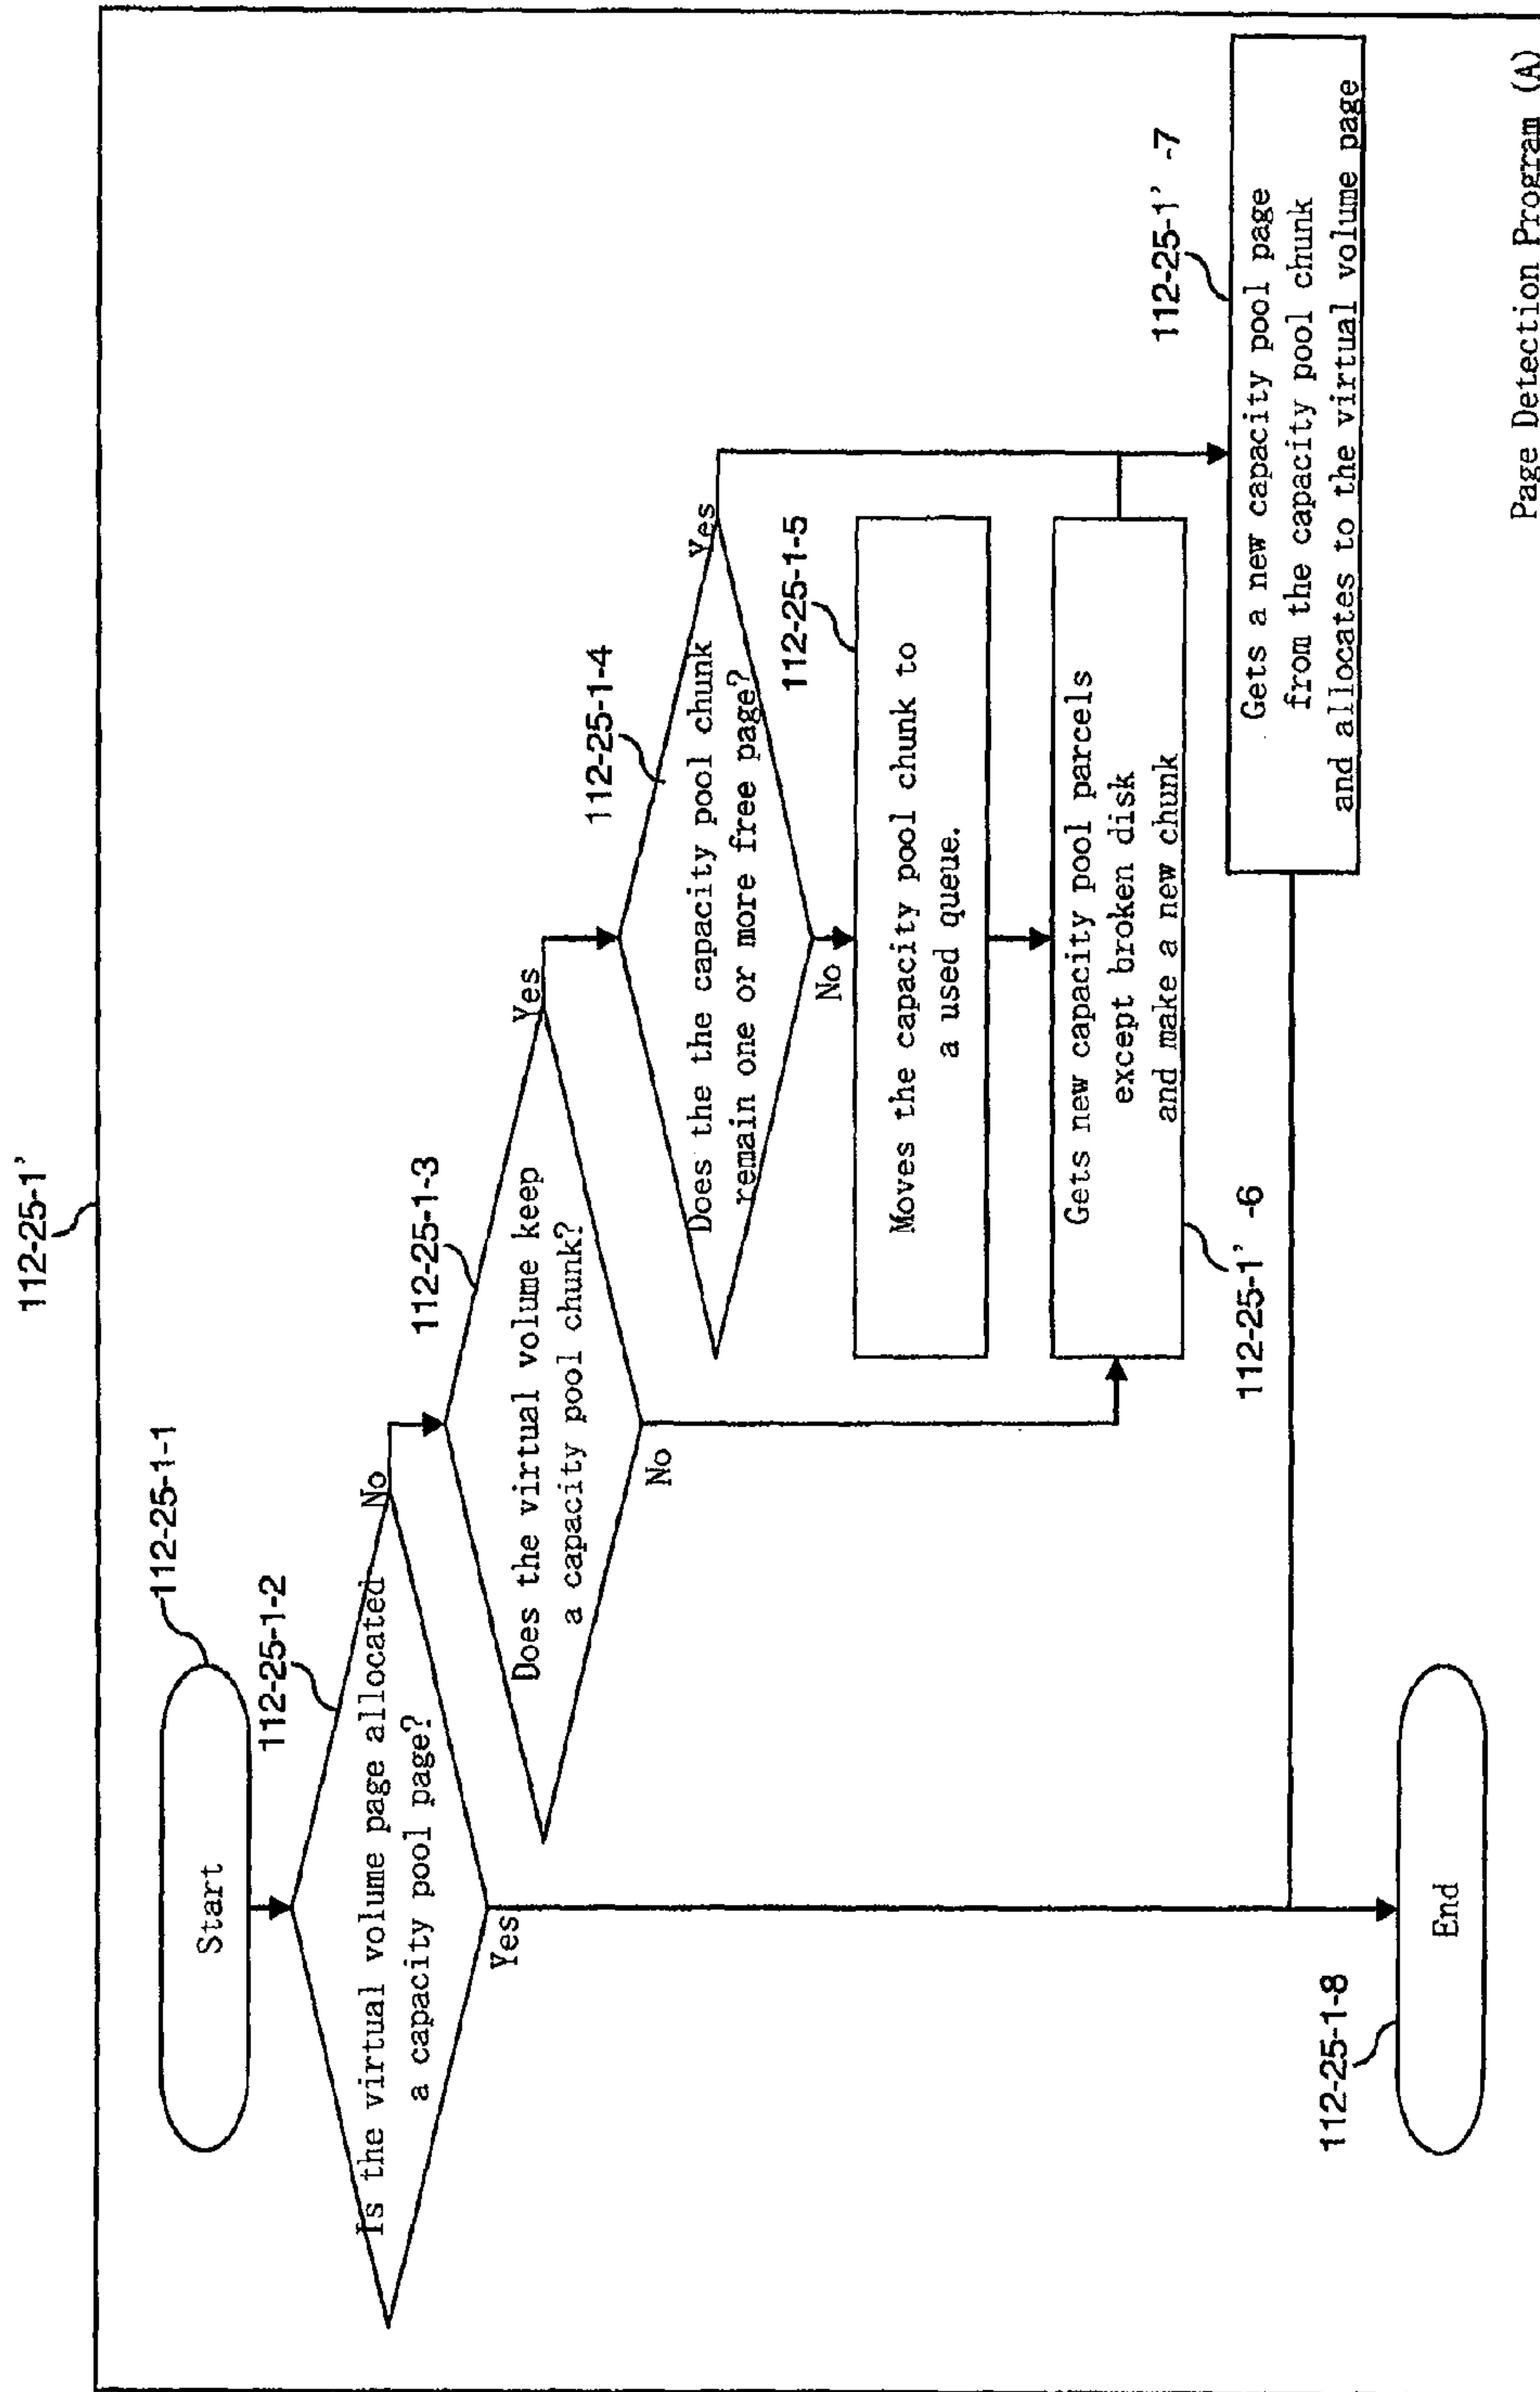 112-25-1'
112-25-1-1
Start
112-25-1-2
Is the virtual volume page allocated
a capacity pool page?
No
Yes
112-25-1-3
Does the virtual volume keep
a capacity pool chunk?
Yes
No
112-25-1-4
Does the the capacity pool chunk
remain one or more free page?
Yes
No
112-25-1-5
Moves the capacity pool chunk to
a used queue.
Gets new capacity pool parcels
except broken disk
and make a new chunk
112-25-1' -6
112-25-1' -7
Gets a new capacity pool page
from the capacity pool chunk
and allocates to the virtual volume page
112-25-1-8
End
Page Detection Program (A)